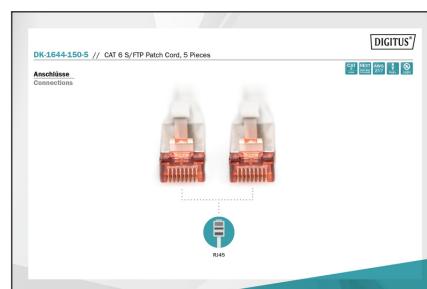 DIGITUS®
DK-1644-150-5 // CAT 6 S/FTP Patch Cord, 5 Pieces
Anschlüsse
Connections
RJ45